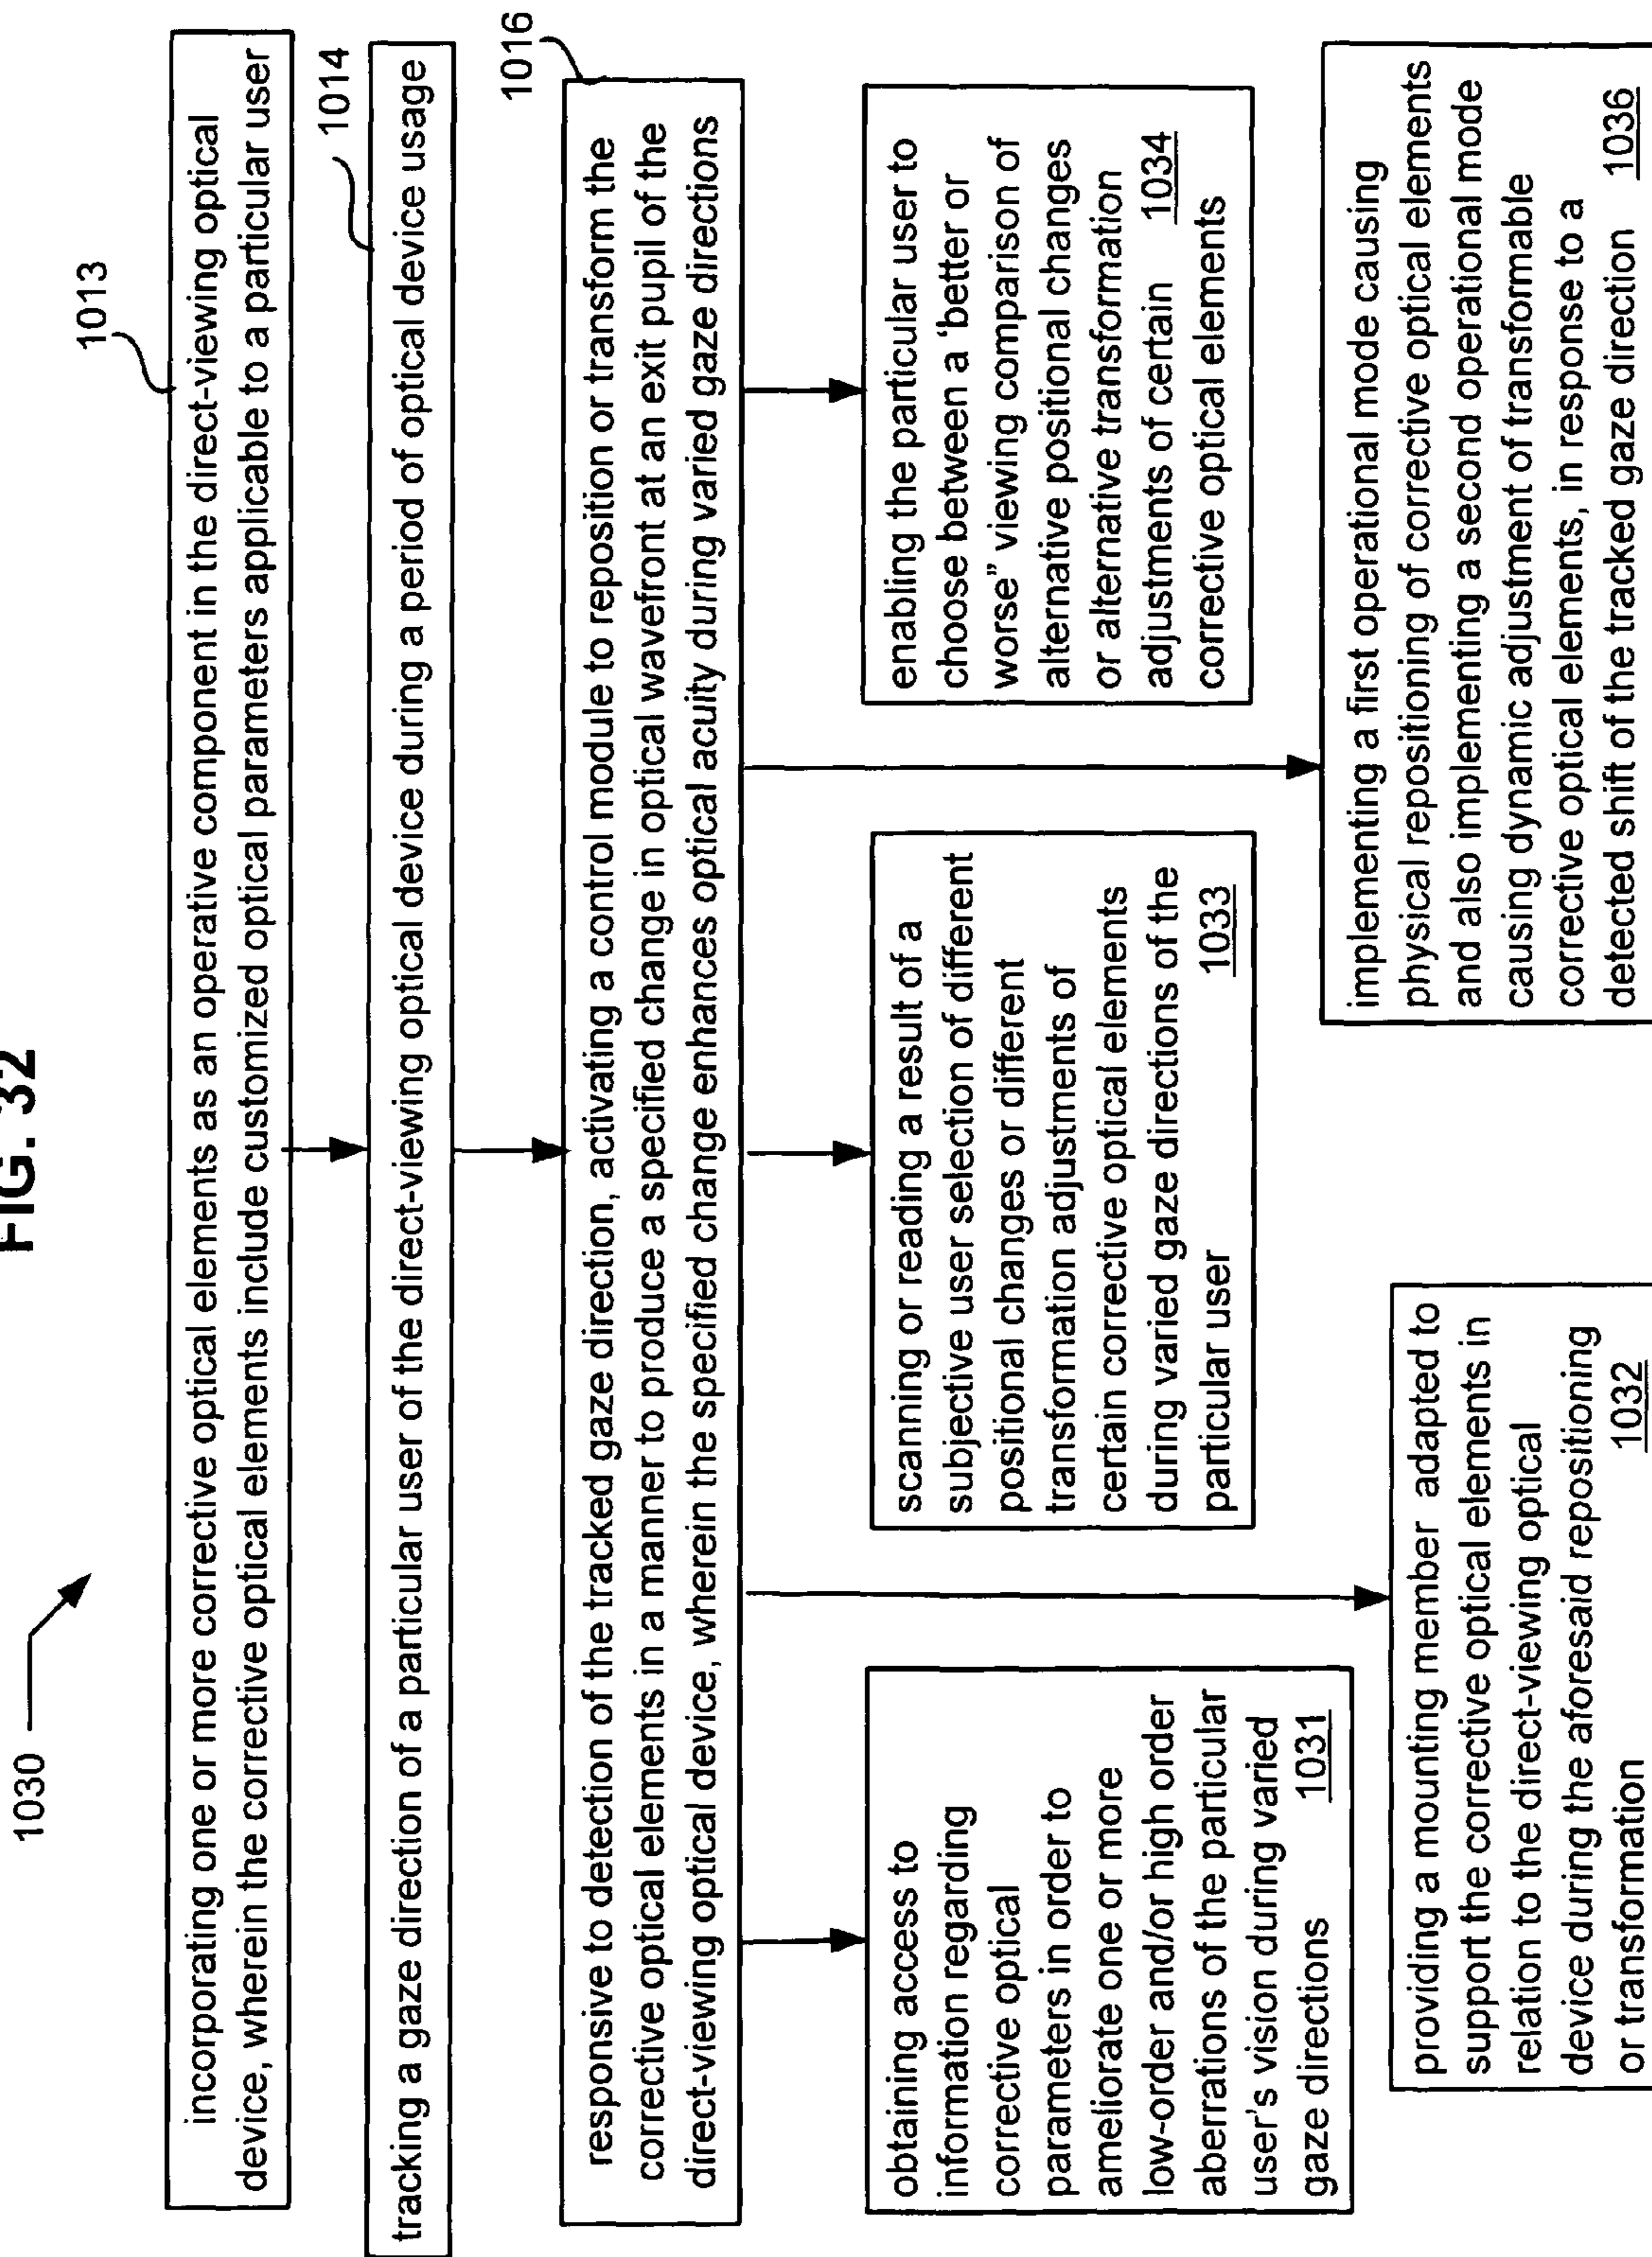 FIG. 32
1030
1013
incorporating one or more corrective optical elements as an operative component in the direct-viewing optical
device, wherein the corrective optical elements include customized optical parameters applicable to a particular user
1014
tracking a gaze direction of a particular user of the direct-viewing optical device during a period of optical device usage
1016
responsive to detection of the tracked gaze direction, activating a control module to reposition or transform the
corrective optical elements in a manner to produce a specified change in optical wavefront at an exit pupil of the
direct-viewing optical device, wherein the specified change enhances optical acuity during varied gaze directions
obtaining access to
information regarding
corrective optical
parameters in order to
ameliorate one or more
low-order and/or high order
aberrations of the particular
user's vision during varied
gaze directions 1031
scanning or reading a result of a
subjective user selection of different
positional changes or different
transformation adjustments of
certain corrective optical elements
during varied gaze directions of the
particular user 1033
enabling the particular user to
choose between a 'better or
worse" viewing comparison of
alternative positional changes
or alternative transformation
adjustments of certain 1034
corrective optical elements
providing a mounting member adapted to
support the corrective optical elements in
relation to the direct-viewing optical
device during the aforesaid repositioning
or transformation 1032
implementing a first operational mode causing
physical repositioning of corrective optical elements
and also implementing a second operational mode
causing dynamic adjustment of transformable
corrective optical elements, in response to a
detected shift of the tracked gaze direction 1036